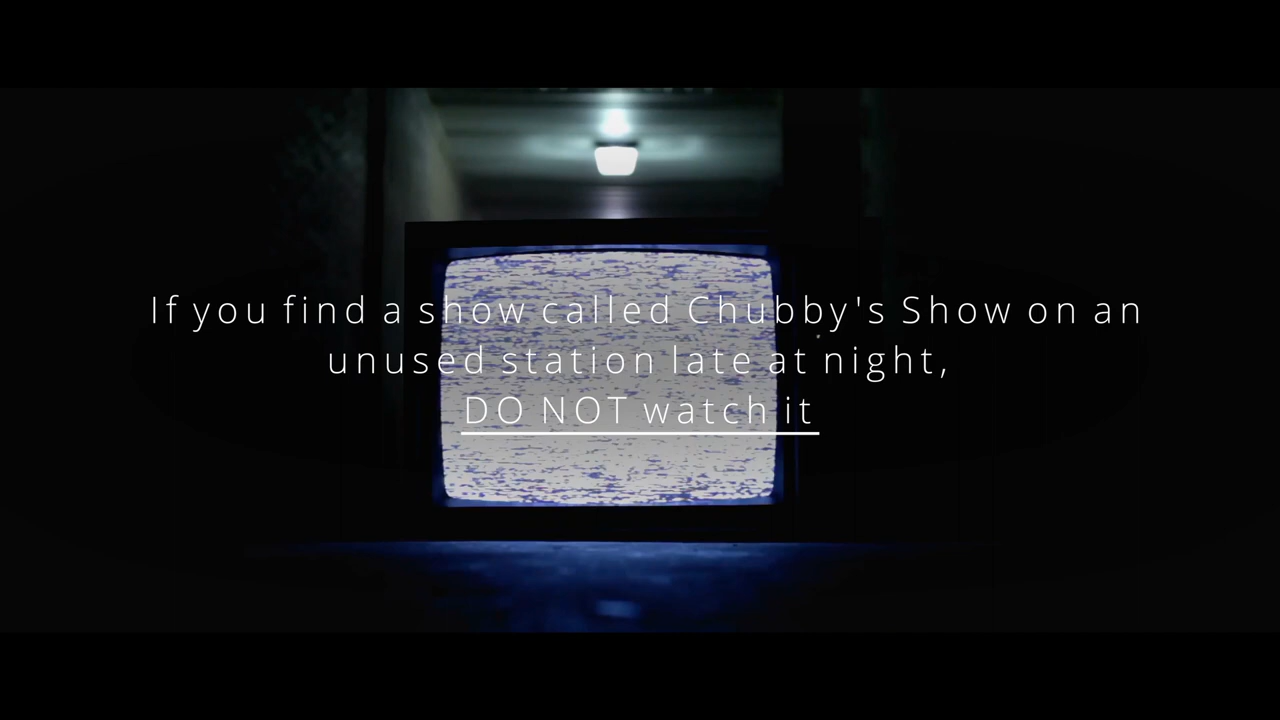 If you find a show called Chubby's Show on an
unused station late at night,
DO NOT watch it